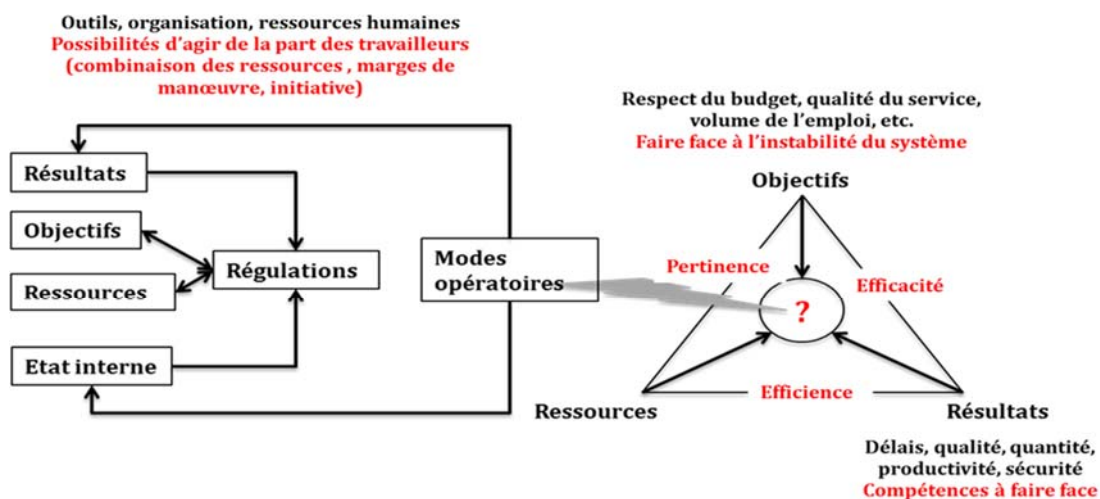 Outils, organisation, ressources humaines
Possibilités d'agir de la part des travailleurs
(combinaison des ressources , marges de
manœuvre, initiative)
Résultats
Objectifs
Ressources
Etat interne
Régulations
Modes
opératoires
Respect du budget, qualité du service,
volume de l'emploi, etc.
Faire face à l'instabilité du système
Objectifs
Pertinence
Efficacité
?
Efficience
Ressources
Résultats
Délais, qualité, quantité,
productivité, sécurité
Compétences à faire face